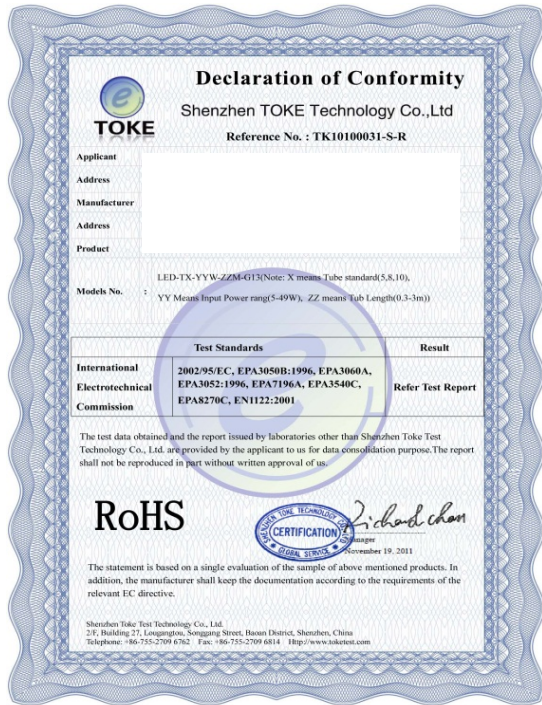 Declaration of Conformity
TOKE
Shenzhen TOKE Technology Co.,Ltd
Reference No. : TK10100031-S-R
Applicant
Address
Manufacturer
Address
Product
LED-TX-YYW-ZZM-G13(Note: X means Tube standard(5,8,10),
Models No. :
YY Means Input Power rang(5-49W), ZZ means Tub Length(0.3-3m))
Test Standards Result
International
Electrotechnical
Commission
2002/95/EC, EPA3050B:1996, EPA3060A,
EPA3052:1996, EPA7196A, EPA3540C,
EPA8270C, EN1122:2001
Refer Test Report
The test data obtained and the report issued by laboratories other than Shenzhen Toke Test
Technology Co., Ltd. are provided by the applicant to us for data consolidation purpose.The report
shall not be reproduced in part without written approval of us.
RoHS
SHENZHEN TOKE TECHNOLOGY CO.,LTD
CERTIFICATION
GLOBAL SERVICE
Richard chan
Manager
November 19, 2011
The statement is based on a single evaluation of the sample of above mentioned products. In
addition, the manufacturer shall keep the documentation according to the requirements of the
relevant EC directive.
Shenzhen Toke Test Technology Co., Ltd.
2/F, Building 27, Lougangtou, Songgang Street, Baoan District, Shenzhen, China
Telephone: +86-755-2709 6762 Fax: +86-755-2709 6814 Http://www.toketest.com